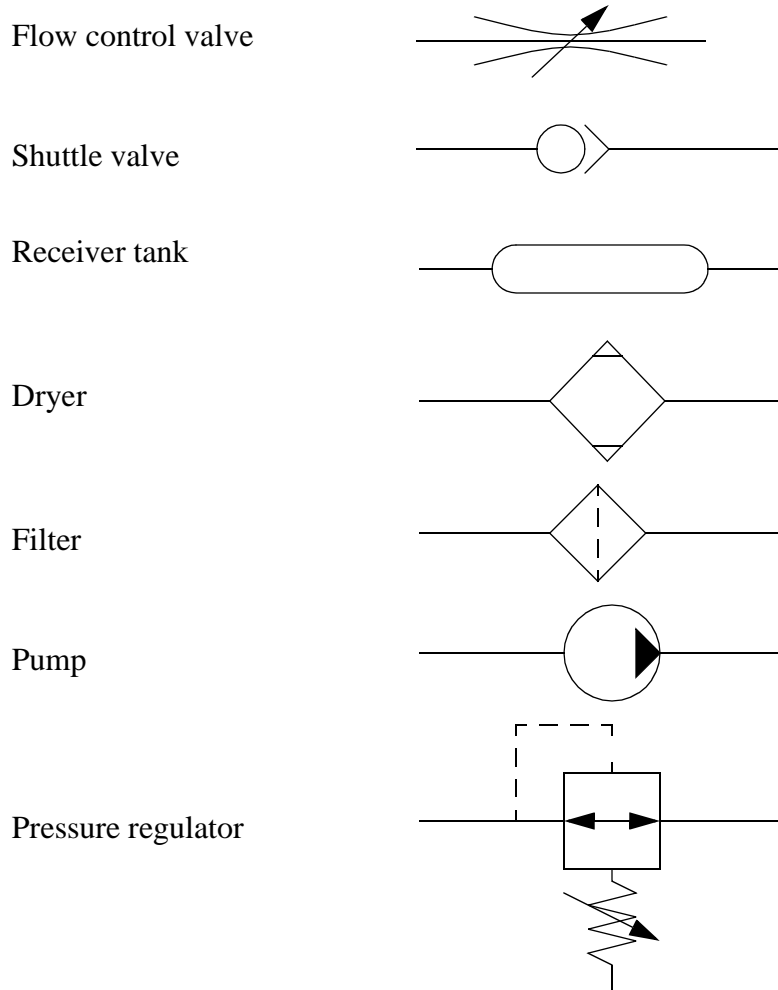 Flow control valve
Shuttle valve
Receiver tank
Dryer
Filter
Pump
Pressure regulator